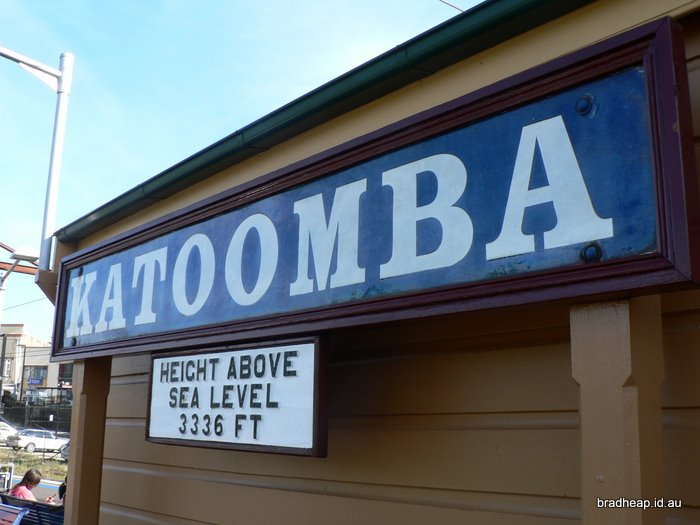 KATOOMBA
HEIGHT ABOVE
SEA LEVEL
3336 FT
bradheap.id.au